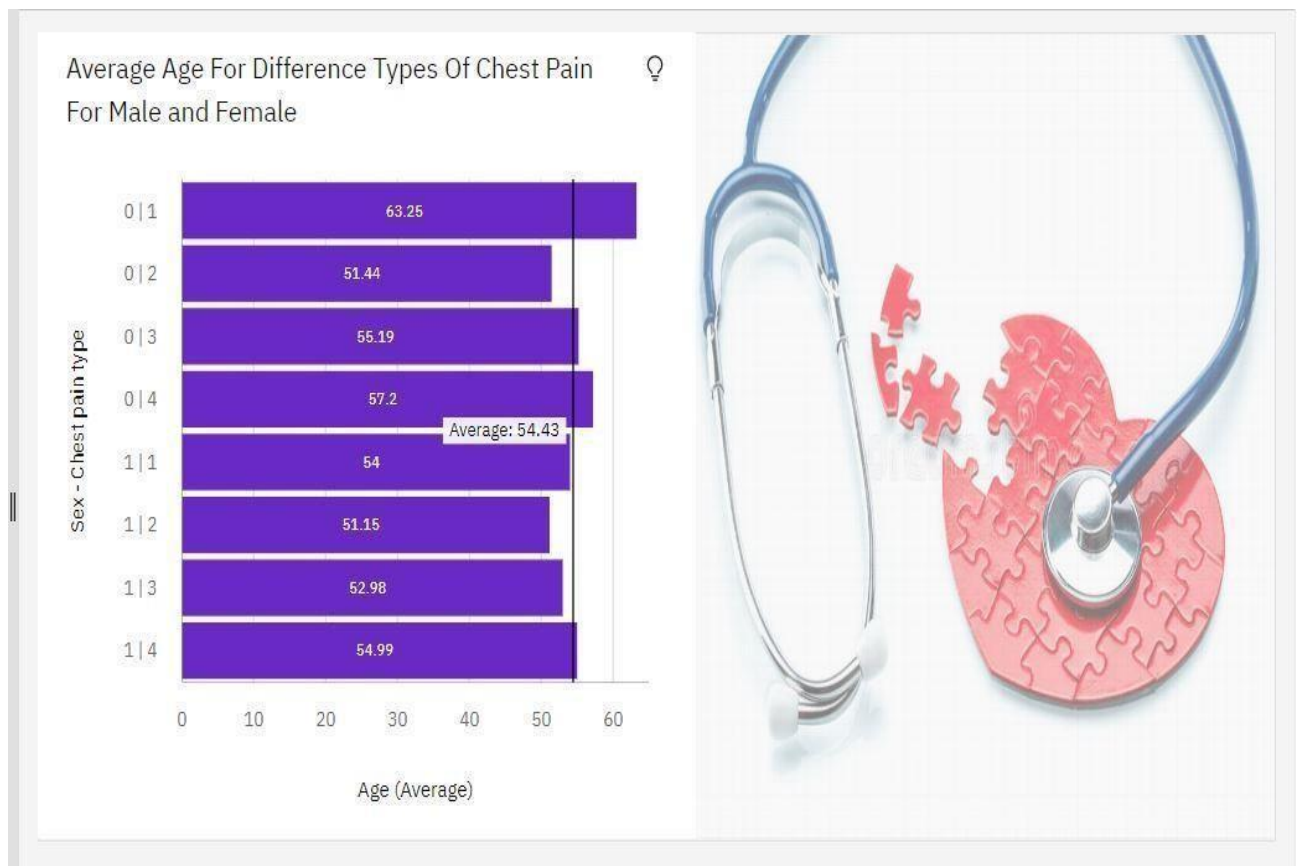 Average Age For Difference Types Of Chest Pain
For Male and Female
Sex - Chest pain type
0|1
63.25
0|2
51.44
0|3
55.19
0|4
57.2
Average: 54.43
1|1
54
1|2
51.15
1|3
52.98
1|4
54.99
0 10 20 30 40 50 60
Age (Average)